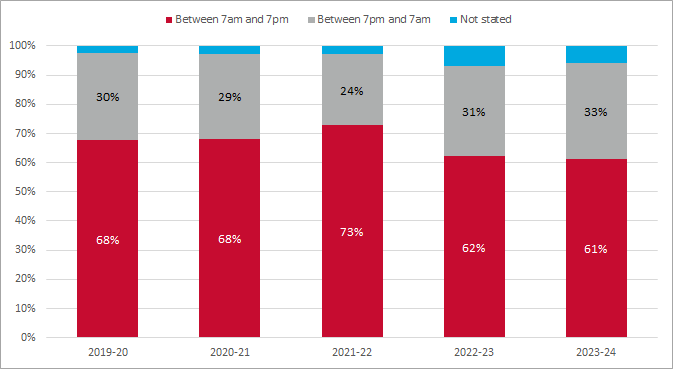 Between 7am and 7pm Between 7pm and 7am Not stated
100%
90%
80%
70%
60%
50%
40%
30%
20%
10%
0%
30% 29% 24% 31% 33%
68% 68% 73% 62% 61%
2019-20 2020-21 2021-22 2022-23 2023-24